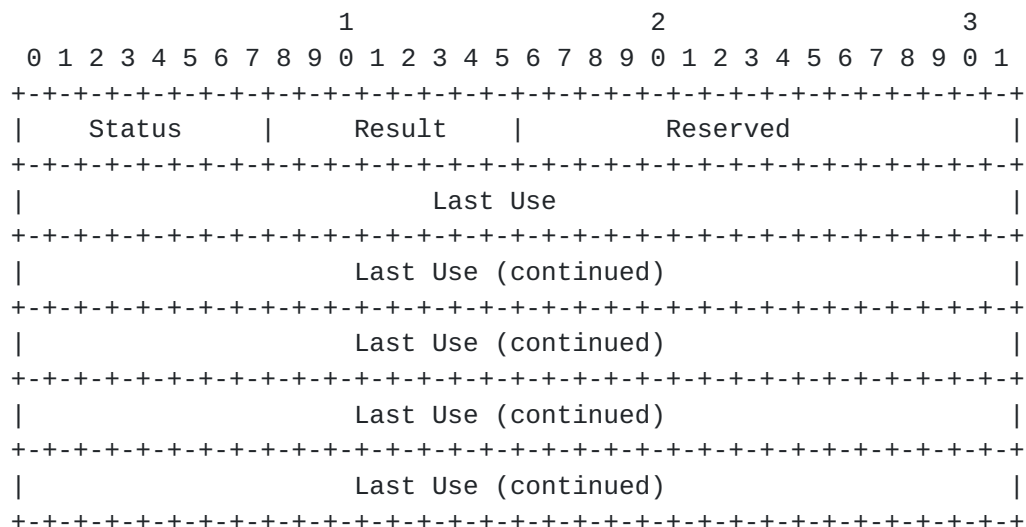 1                   2                   3
 0 1 2 3 4 5 6 7 8 9 0 1 2 3 4 5 6 7 8 9 0 1 2 3 4 5 6 7 8 9 0 1
+-+-+-+-+-+-+-+-+-+-+-+-+-+-+-+-+-+-+-+-+-+-+-+-+-+-+-+-+-+-+-+-+
|    Status     |     Result    |         Reserved              |
+-+-+-+-+-+-+-+-+-+-+-+-+-+-+-+-+-+-+-+-+-+-+-+-+-+-+-+-+-+-+-+-+
|                          Last Use                             |
+-+-+-+-+-+-+-+-+-+-+-+-+-+-+-+-+-+-+-+-+-+-+-+-+-+-+-+-+-+-+-+-+
|                     Last Use (continued)                      |
+-+-+-+-+-+-+-+-+-+-+-+-+-+-+-+-+-+-+-+-+-+-+-+-+-+-+-+-+-+-+-+-+
|                     Last Use (continued)                      |
+-+-+-+-+-+-+-+-+-+-+-+-+-+-+-+-+-+-+-+-+-+-+-+-+-+-+-+-+-+-+-+-+
|                     Last Use (continued)                      |
+-+-+-+-+-+-+-+-+-+-+-+-+-+-+-+-+-+-+-+-+-+-+-+-+-+-+-+-+-+-+-+-+
|                     Last Use (continued)                      |
+-+-+-+-+-+-+-+-+-+-+-+-+-+-+-+-+-+-+-+-+-+-+-+-+-+-+-+-+-+-+-+-+